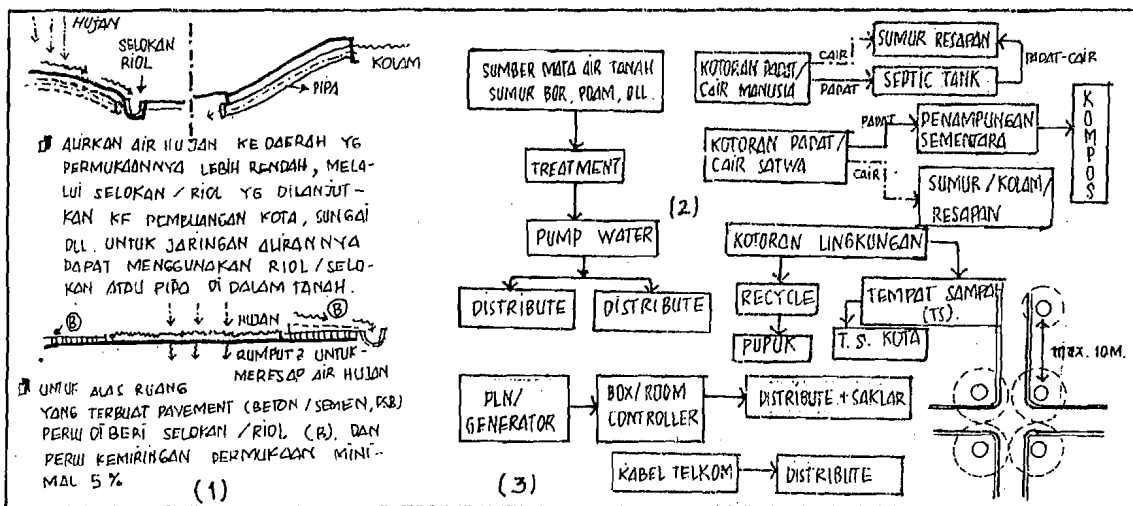 HUJAN
SELOKAN
RIOL
KOLAM
PIPA
ALIRKAN AIR HUJAN KE DAERAH YG
PERMUKAANNYA LEBIH RENDAH, MELA-
LUI SELOKAN / RIOL YG DILANJUT-
KAN KE PEMBUANGAN KOTA, SUNGAI
DLL. UNTUK JARINGAN ALIRANNYA
DAPAT MENGGUNAKAN RIOL / SELO-
KAN ATAU PIPA DI DALAM TANAH.
B
HUJAN
B
RUMPUT2 UNTUK-
MERESAP AIR HUJAN
UNTUK ALAS RUANG
YANG TERBUAT PAVEMENT (BETON / SEMEN, DSB)
PERLU DIBERI SELOKAN / RIOL (B). DAN
PERLU KEMIRINGAN PERMUKAAN MINI-
MAL 5 %
(1)
SUMBER MATA AIR TANAH
SUMUR BOR, PDAM, DLL.
TREATMENT
PUMP WATER
DISTRIBUTE
DISTRIBUTE
KOTORAN PADAT/
CAIR MANUSIA
CAIR
PADAT
SUMUR RESAPAN
SEPTIC TANK
PADAT-CAIR
KOTORAN PADAT/
CAIR SATWA
PADAT
CAIR
PENAMPUNGAN
SEMENTARA
KOMPOS
SUMUR / KOLAM /
RESAPAN
(2)
KOTORAN LINGKUNGAN
RECYCLE
PUPUK
TEMPAT SAMPAH
(TS).
T. S. KOTA
max. 10M.
PLN/
GENERATOR
BOX/ROOM
CONTROLLER
DISTRIBUTE + SAKLAR
KABEL TELKOM
DISTRIBUTE
(3)